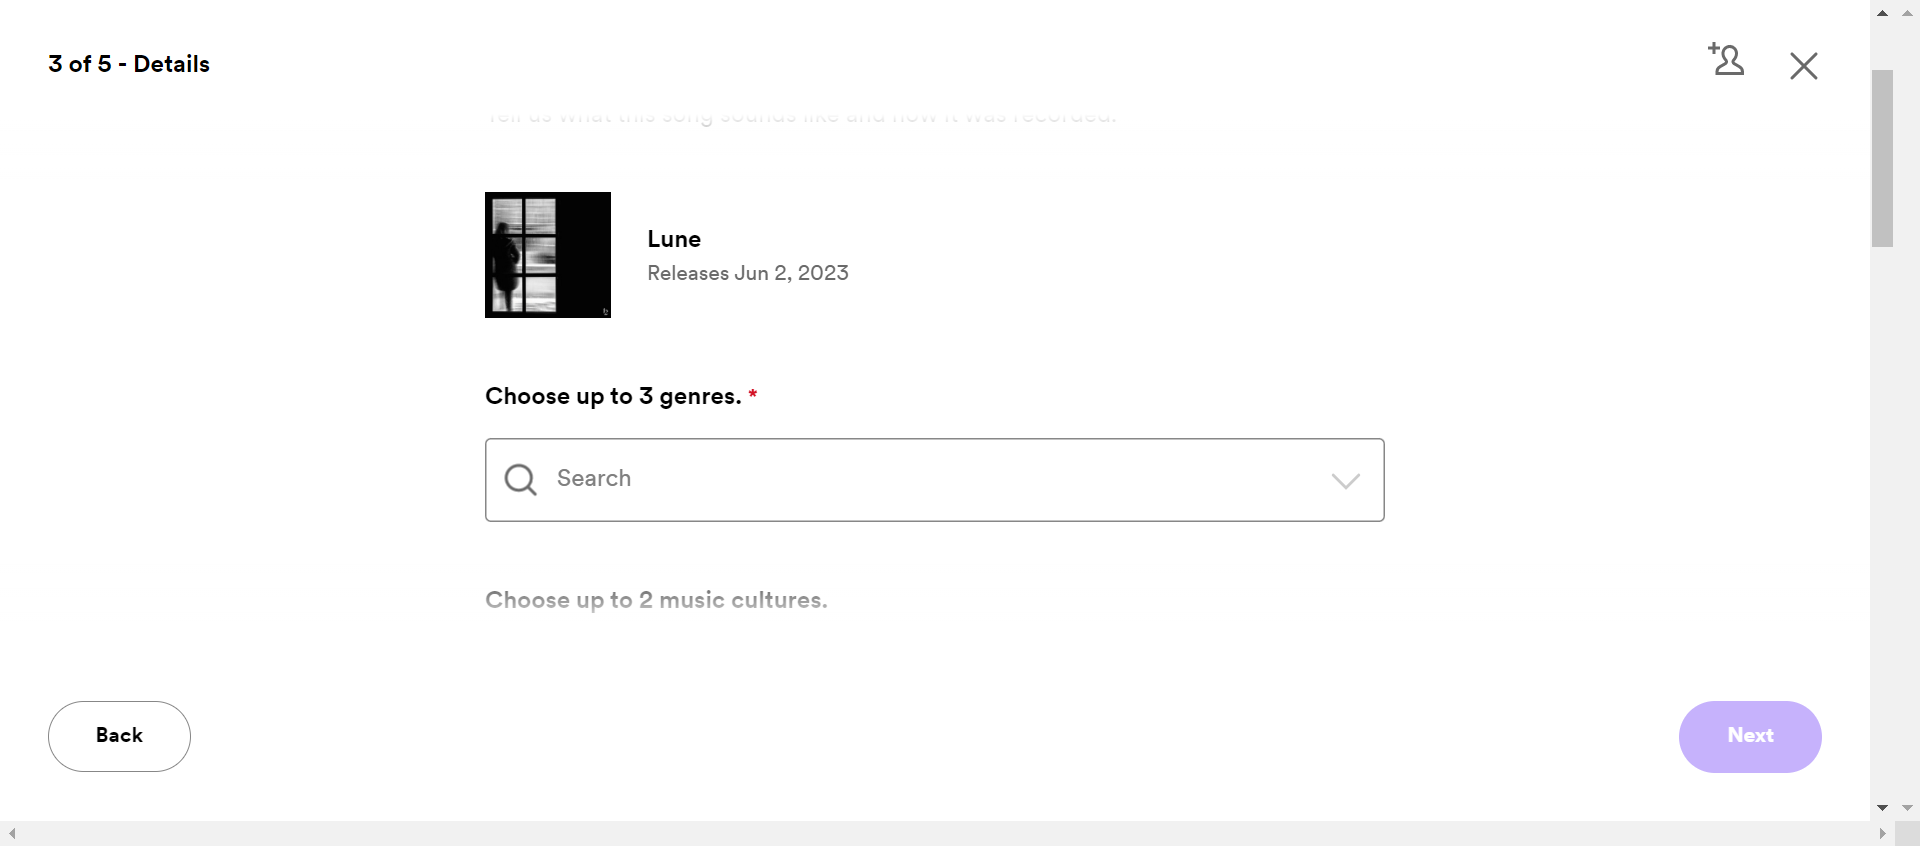 3 of 5 - Details
Tell us what this song sounds like and how it was recorded.
Lune
Releases Jun 2, 2023
Choose up to 3 genres. *
Search
Choose up to 2 music cultures.
Back
Next